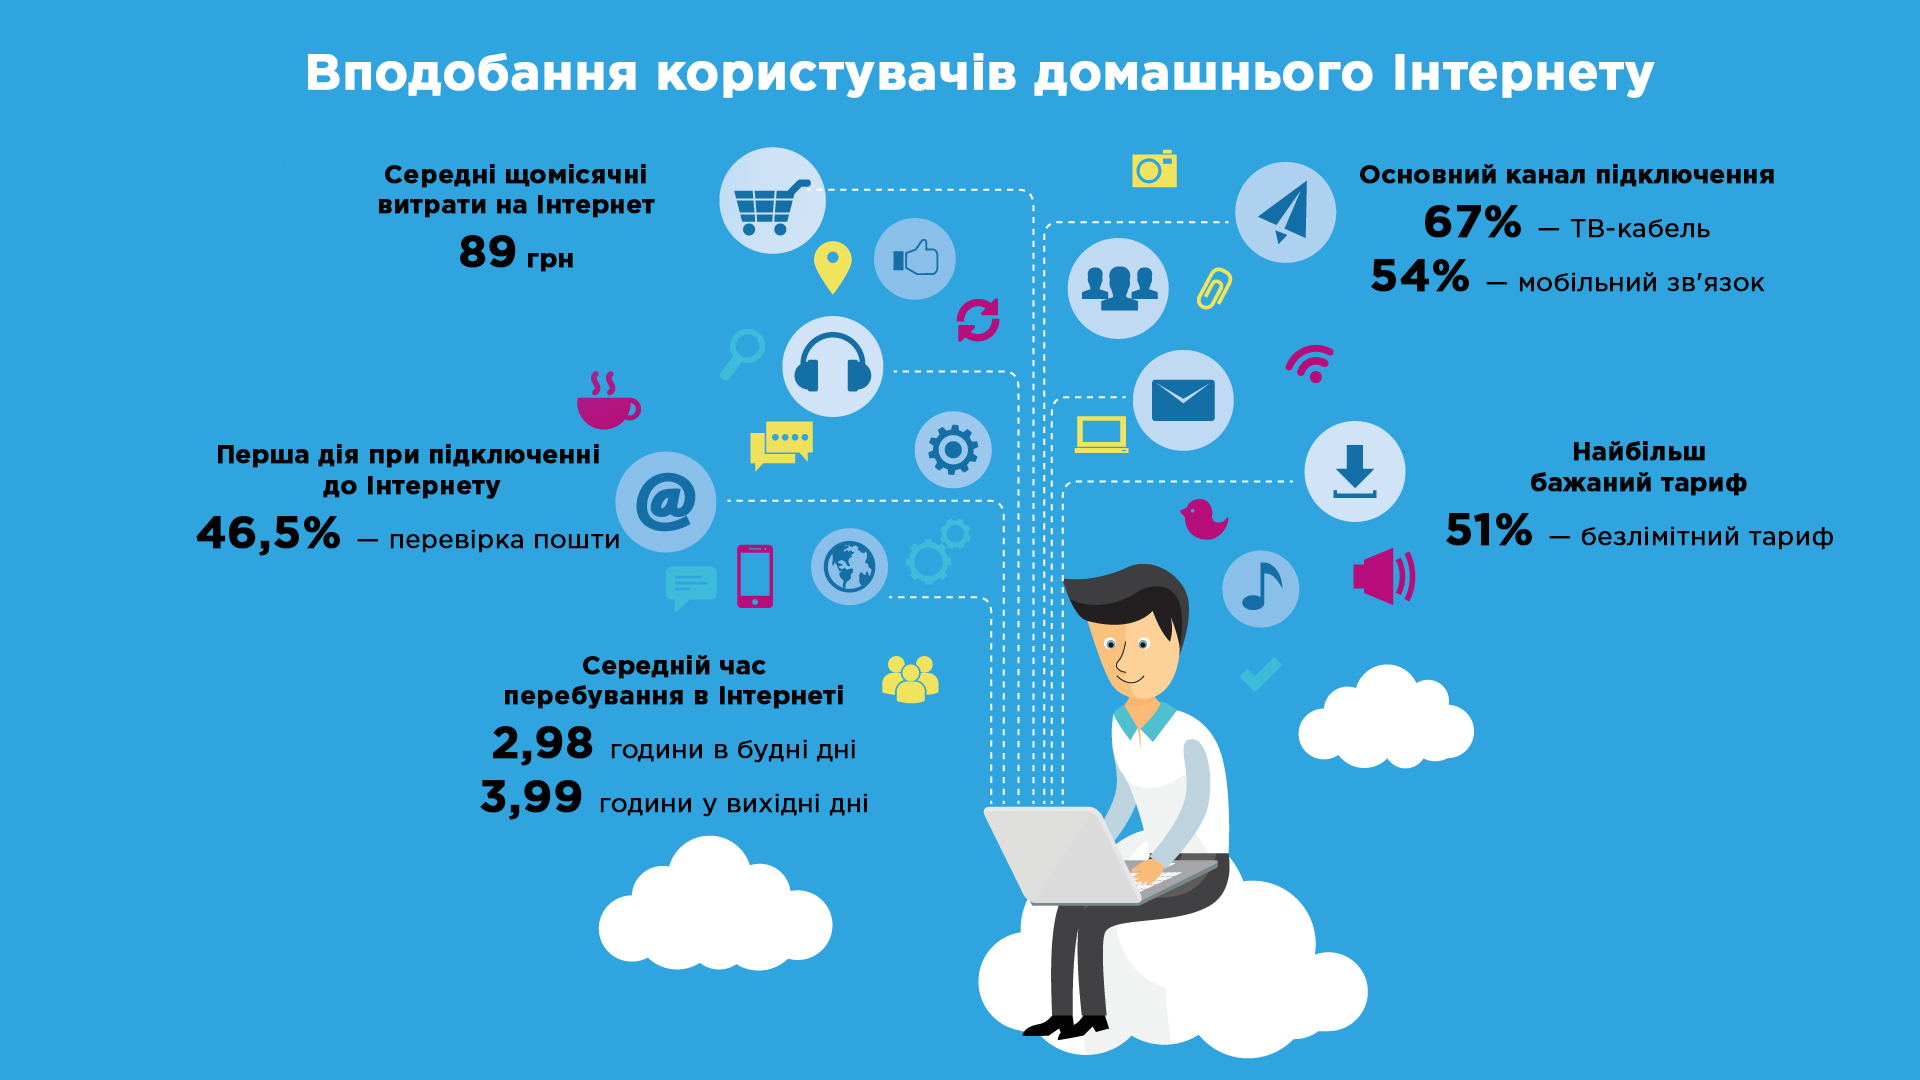 Вподобання користувачів домашнього Інтернету
Середні щомісячні
витрати на Інтернет
89 грн
Основний канал підключення
67% — ТВ-кабель
54% — мобільний зв'язок
Перша дія при підключенні
до Інтернету
46,5% — перевірка пошти
Найбільш
бажаний тариф
51% — безлімітний тариф
Середній час
перебування в Інтернеті
2,98 години в будні дні
3,99 години у вихідні дні